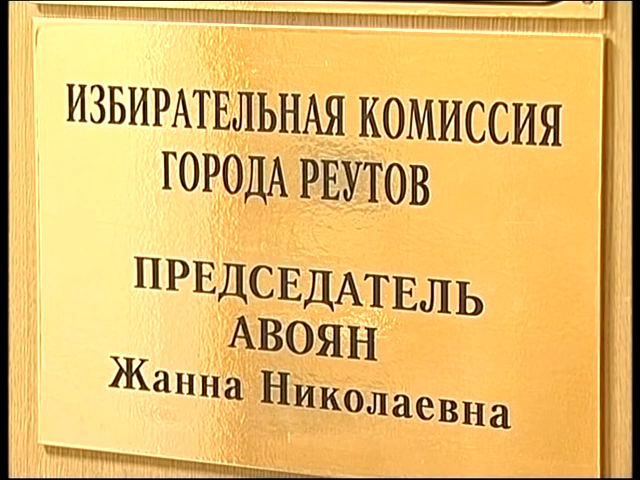 ИЗБИРАТЕЛЬНАЯ КОМИССИЯ
ГОРОДА РЕУТОВ
ПРЕДСЕДАТЕЛЬ
АВОЯН
Жанна Николаевна